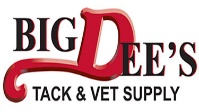 BIG DEE'S
TACK & VET SUPPLY